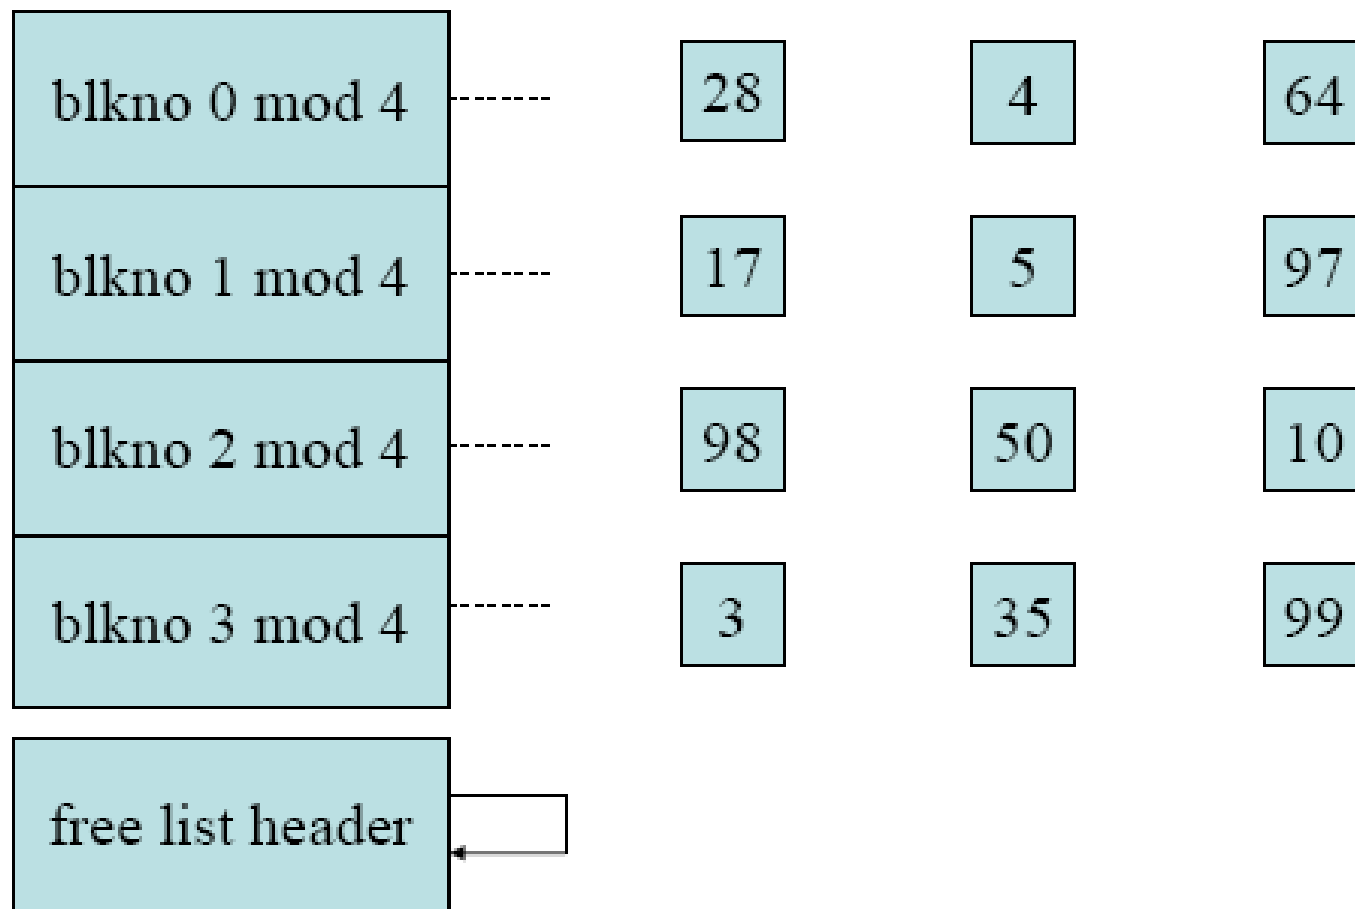 blkno 0 mod 4 28 4 64
blkno 1 mod 4 17 5 97
blkno 2 mod 4 98 50 10
blkno 3 mod 4 3 35 99
free list header